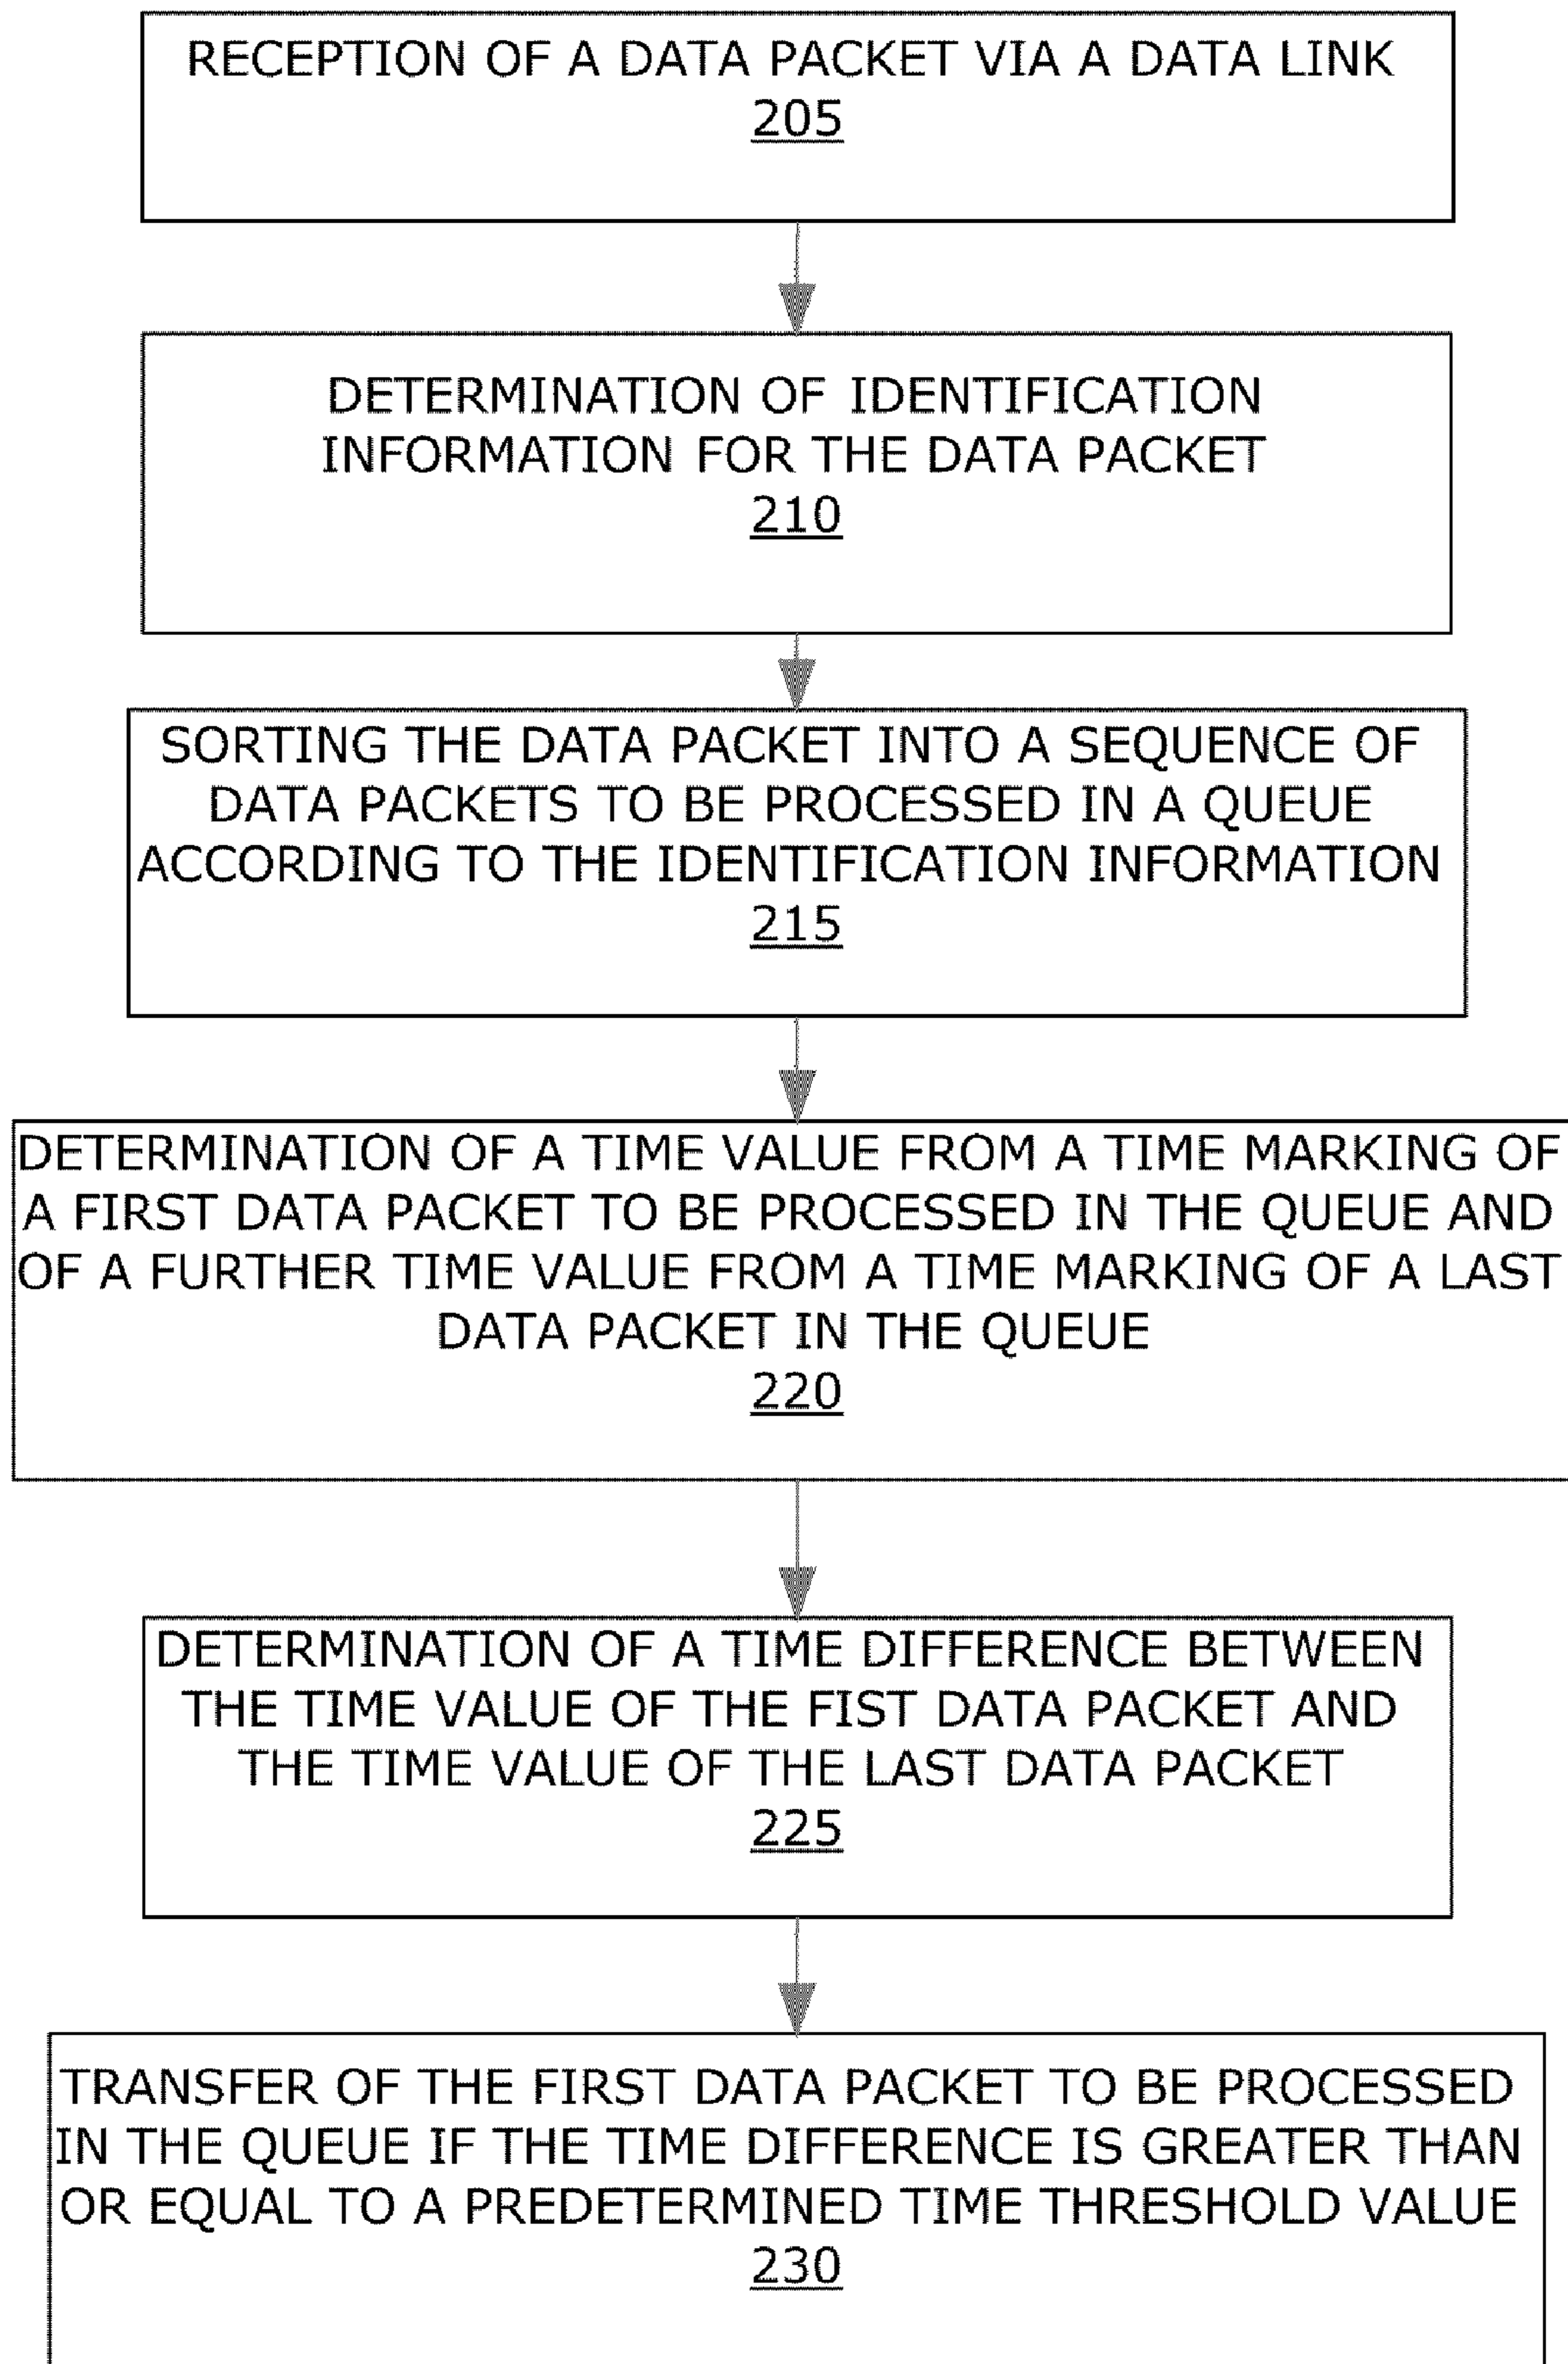 RECEPTION OF A DATA PACKET VIA A DATA LINK
205
DETERMINATION OF IDENTIFICATION
INFORMATION FOR THE DATA PACKET
210
SORTING THE DATA PACKET INTO A SEQUENCE OF
DATA PACKETS TO BE PROCESSED IN A QUEUE
ACCORDING TO THE IDENTIFICATION INFORMATION
215
DETERMINATION OF A TIME VALUE FROM A TIME MARKING OF
A FIRST DATA PACKET TO BE PROCESSED IN THE QUEUE AND
OF A FURTHER TIME VALUE FROM A TIME MARKING OF A LAST
DATA PACKET IN THE QUEUE
220
DETERMINATION OF A TIME DIFFERENCE BETWEEN
THE TIME VALUE OF THE FIST DATA PACKET AND
THE TIME VALUE OF THE LAST DATA PACKET
225
TRANSFER OF THE FIRST DATA PACKET TO BE PROCESSED
IN THE QUEUE IF THE TIME DIFFERENCE IS GREATER THAN
OR EQUAL TO A PREDETERMINED TIME THRESHOLD VALUE
230